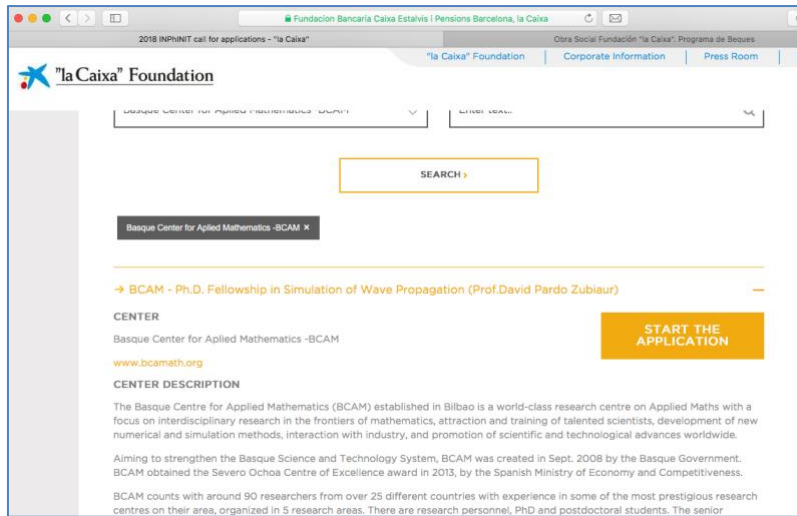 Fundacion Bancaria Caixa Estalvis i Pensions Barcelona, la Caixa
2018 INPhINIT call for applications - "la Caixa"
Obra Social Fundación "la Caixa". Programa de Beques
"la Caixa" Foundation
Corporate Information
Press Room
"la Caixa" Foundation
Basque Center for Aplied Mathematics -BCAM
Enter text..
SEARCH ›
Basque Center for Aplied Mathematics -BCAM ×
→ BCAM - Ph.D. Fellowship in Simulation of Wave Propagation (Prof.David Pardo Zubiaur)
CENTER
START THE
APPLICATION
Basque Center for Aplied Mathematics -BCAM
www.bcamath.org
CENTER DESCRIPTION
The Basque Centre for Applied Mathematics (BCAM) established in Bilbao is a world-class research centre on Applied Maths with a
focus on interdisciplinary research in the frontiers of mathematics, attraction and training of talented scientists, development of new
numerical and simulation methods, interaction with industry, and promotion of scientific and technological advances worldwide.
Aiming to strengthen the Basque Science and Technology System, BCAM was created in Sept. 2008 by the Basque Government.
BCAM obtained the Severo Ochoa Centre of Excellence award in 2013, by the Spanish Ministry of Economy and Competitiveness.
BCAM counts with around 90 researchers from over 25 different countries with experience in some of the most prestigious research
centres on their area, organized in 5 research areas. There are research personnel, PhD and postdoctoral students. The senior